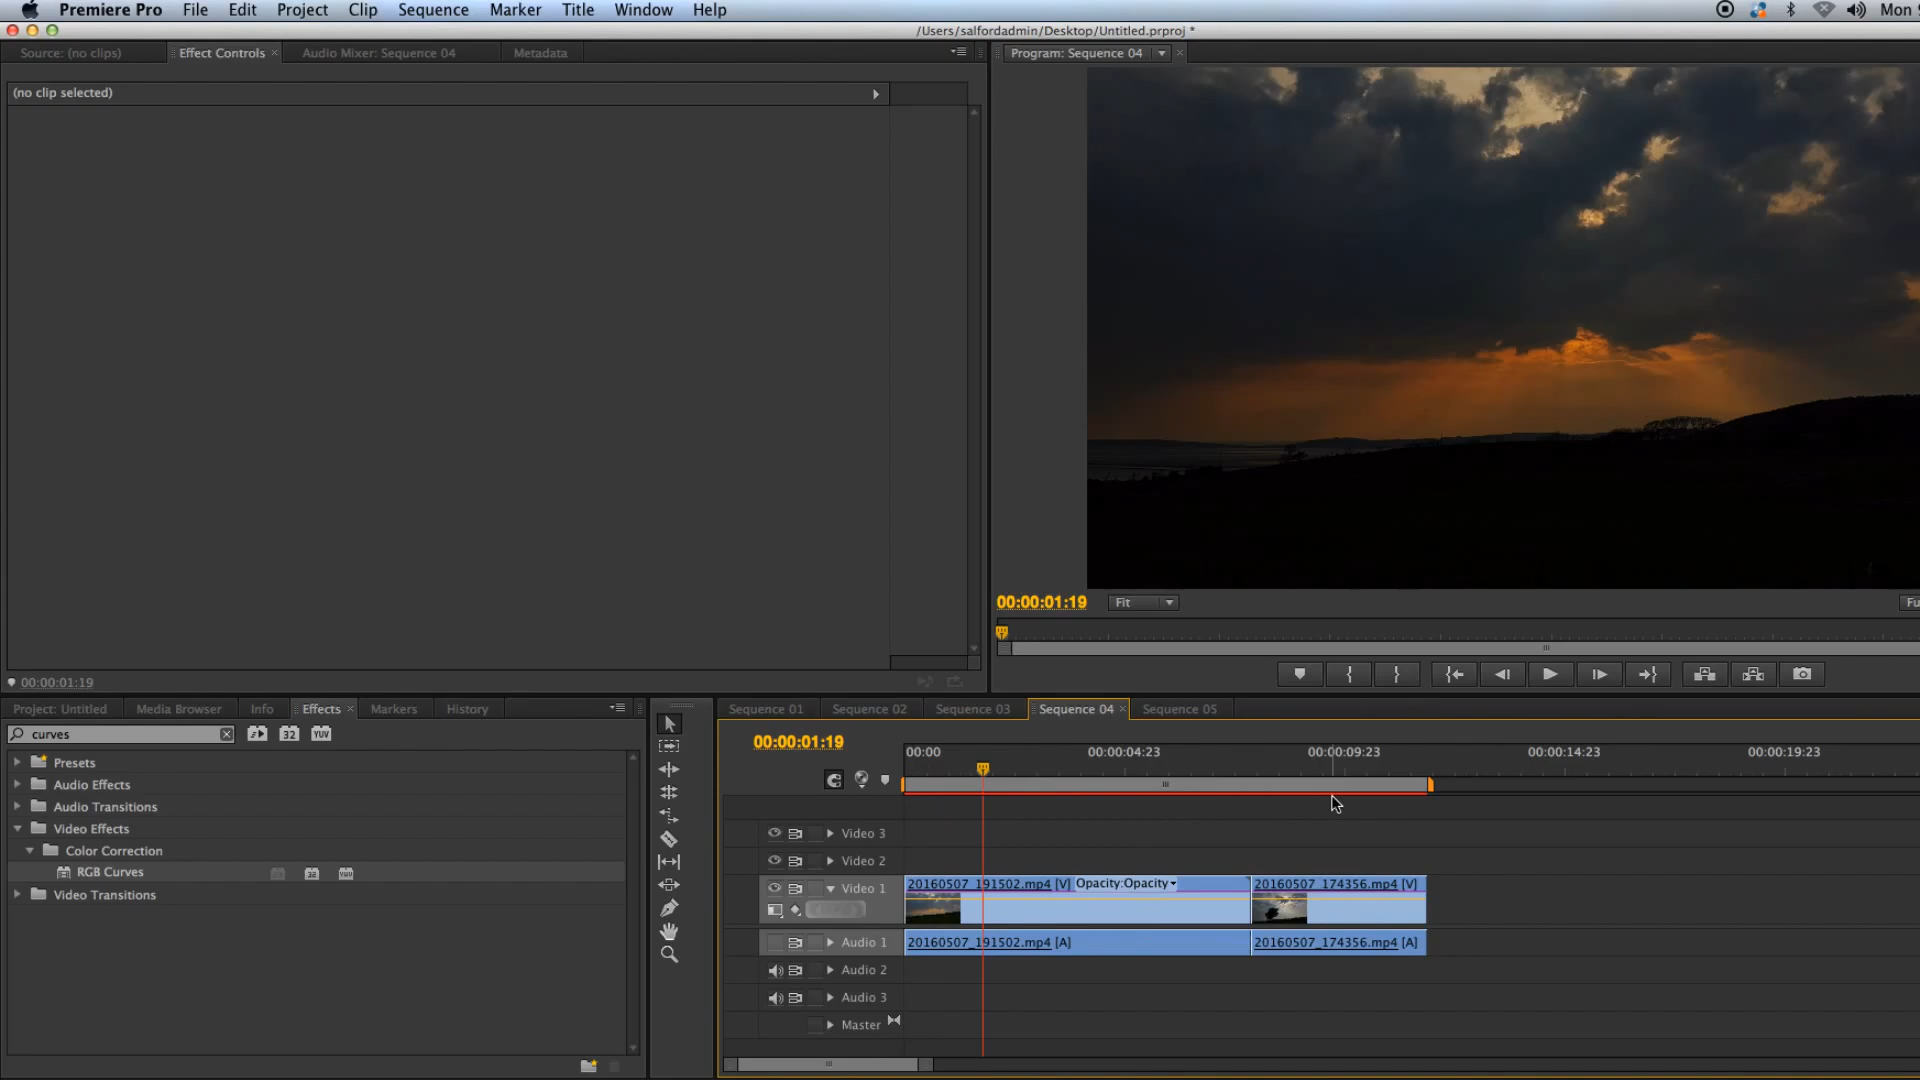 Premiere Pro File Edit Project Clip Sequence Marker Title Window Help Mon
/Users/salfordadmin/Desktop/Untitled.prproj *
Source: (no clips) Effect Controls × Audio Mixer: Sequence 04 Metadata
Program: Sequence 04 ×
(no clip selected)
00:00:01:19 Fit Fu
00:00:01:19
Project: Untitled Media Browser Info Effects × Markers History
Sequence 01 Sequence 02 Sequence 03 Sequence 04 × Sequence 05
curves 32 YUV
00:00:01:19
00:00 00:00:04:23 00:00:09:23 00:00:14:23 00:00:19:23
Presets
Audio Effects
Audio Transitions
Video Effects
Color Correction
RGB Curves 32 YUV
Video Transitions
Video 3
Video 2
Video 1
20160507_191502.mp4 [V] Opacity:Opacity
20160507_174356.mp4 [V]
Audio 1
20160507_191502.mp4 [A]
20160507_174356.mp4 [A]
Audio 2
Audio 3
Master